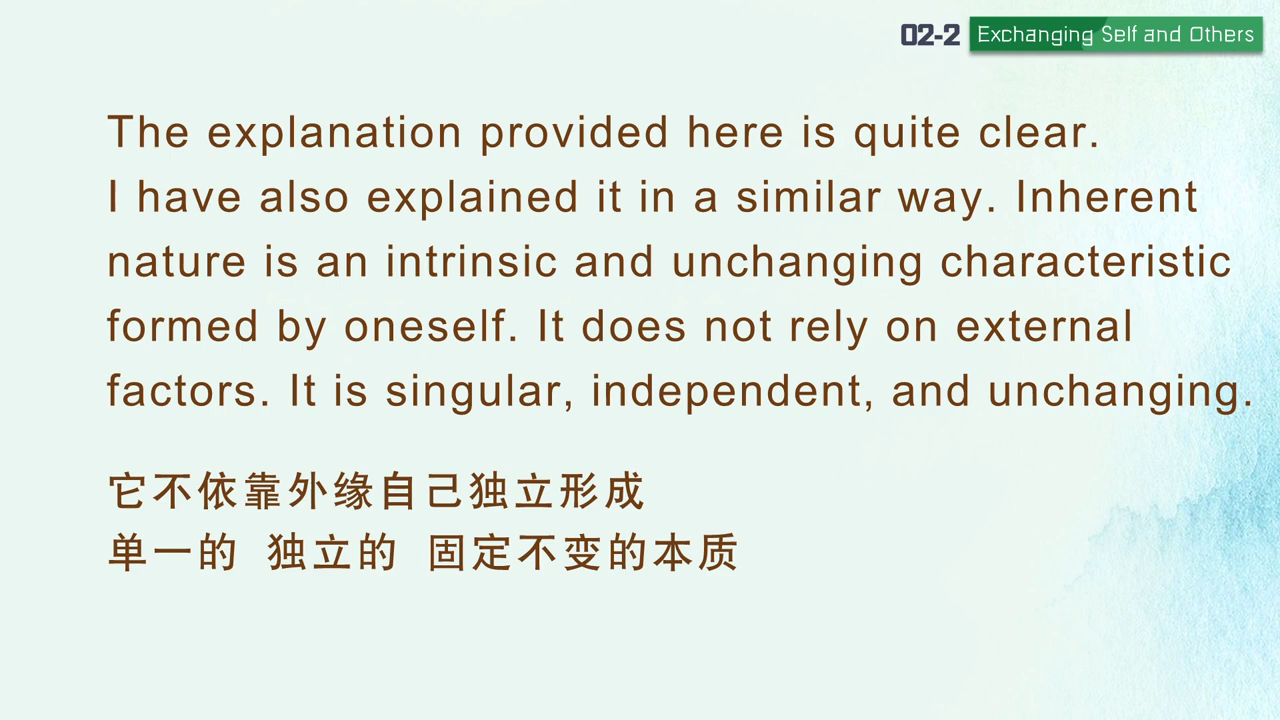 02-2 Exchanging Self and Others
The explanation provided here is quite clear.
I have also explained it in a similar way. Inherent
nature is an intrinsic and unchanging characteristic
formed by oneself. It does not rely on external
factors. It is singular, independent, and unchanging.
它不依靠外缘自己独立形成
单一的 独立的 固定不变的本质